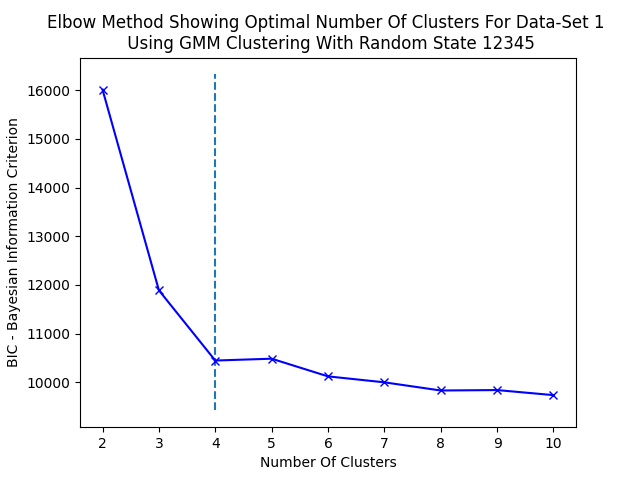 Elbow Method Showing Optimal Number Of Clusters For Data-Set 1
Using GMM Clustering With Random State 12345
BIC - Bayesian Information Criterion
16000
15000
14000
13000
12000
11000
10000
2 3 4 5 6 7 8 9 10
Number Of Clusters